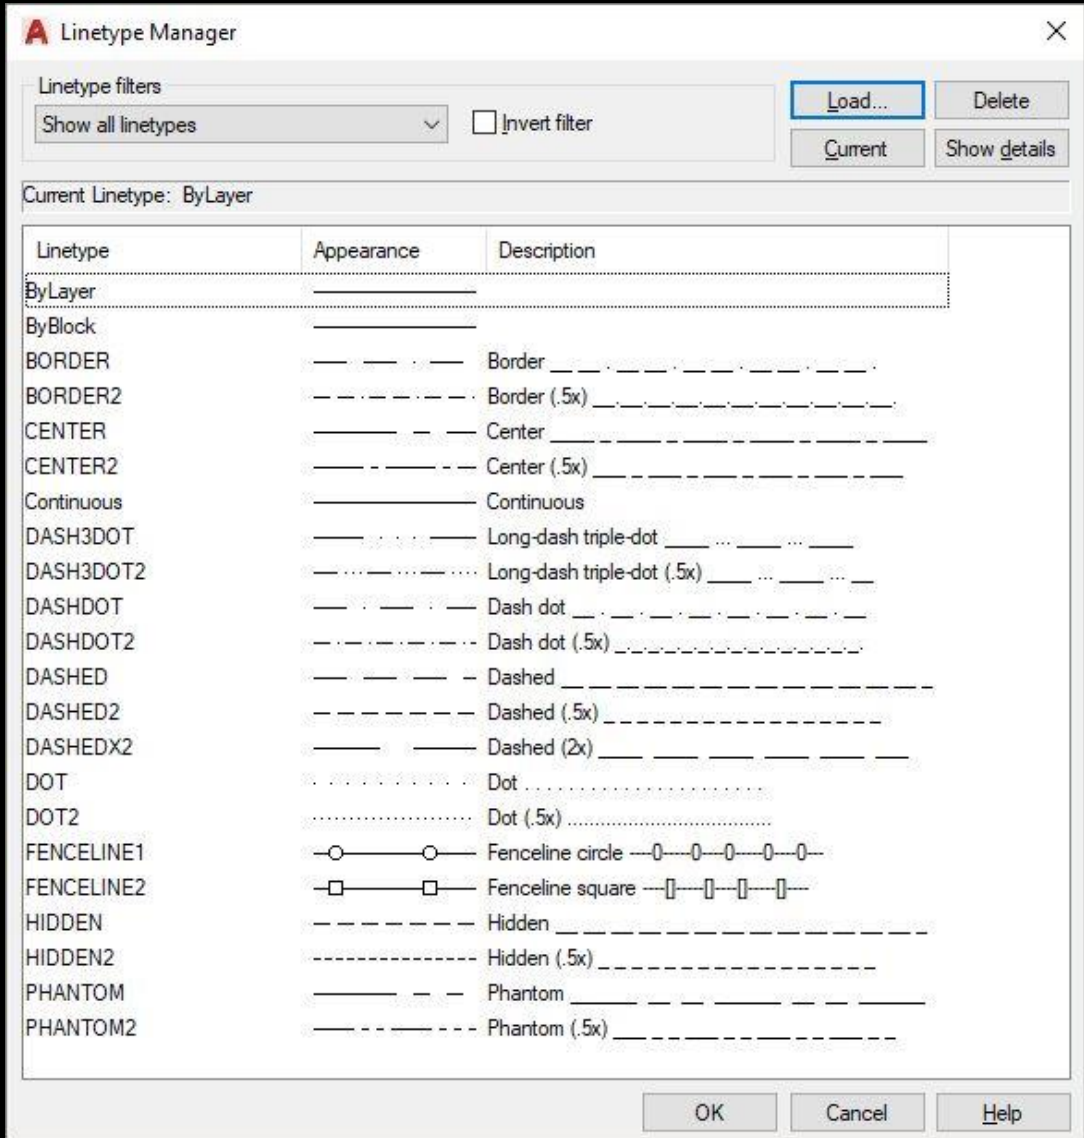 Linetype Manager
Linetype filters
Show all linetypes
Invert filter
Load...
Delete
Current
Show details
Current Linetype: ByLayer
Linetype Appearance Description
ByLayer
ByBlock
BORDER Border __ __ . __ __ . __ __ . __ __ . __ __ .
BORDER2 Border (.5x) __.__.__.__.__.__.__.__.__.__.
CENTER Center ____ _ ____ _ ____ _ ____ _ ____ _ ____
CENTER2 Center (.5x) ___ _ ___ _ ___ _ ___ _ ___ _ ___
Continuous Continuous
DASH3DOT Long-dash triple-dot ____ ... ____ ... ____
DASH3DOT2 Long-dash triple-dot (.5x) ____ ... ____ ... __
DASHDOT Dash dot __ . __ . __ . __ . __ . __ . __ . __
DASHDOT2 Dash dot (.5x) _._._._._._._._._._._._._._.
DASHED Dashed __ __ __ __ __ __ __ __ __ __ __ __ __ _
DASHED2 Dashed (.5x) _ _ _ _ _ _ _ _ _ _ _ _ _ _ _ _
DASHEDX2 Dashed (2x) ____ ____ ____ ____ ____ ___
DOT Dot . . . . . . . . . . . . . . . . . . . . . .
DOT2 Dot (.5x) ......................................
FENCELINE1 Fenceline circle ----0-----0----0-----0----0--
FENCELINE2 Fenceline square ----[]-----[]----[]-----[]----
HIDDEN Hidden __ __ __ __ __ __ __ __ __ __ __ __ __ _
HIDDEN2 Hidden (.5x) _ _ _ _ _ _ _ _ _ _ _ _ _ _ _ _
PHANTOM Phantom _____ __ __ _____ __ __ _____
PHANTOM2 Phantom (.5x) ___ _ _ ___ _ _ ___ _ _ ___ _ _
OK
Cancel
Help